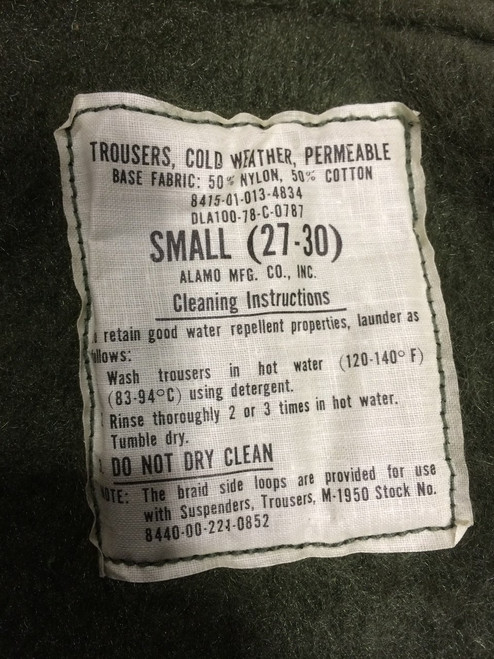 TROUSERS, COLD WEATHER, PERMEABLE
BASE FABRIC: 50% NYLON, 50% COTTON
8415-01-013-4834
DLA100-78-C-0787
SMALL (27-30)
ALAMO MFG. CO., INC.
Cleaning Instructions
retain good water repellent properties, launder as
llows:
Wash trousers in hot water (120-140° F)
(83-94°C) using detergent.
Rinse thoroughly 2 or 3 times in hot water.
Tumble dry.
DO NOT DRY CLEAN
NOTE: The braid side loops are provided for use
with Suspenders, Trousers, M-1950 Stock No.
8440-00-221-0852